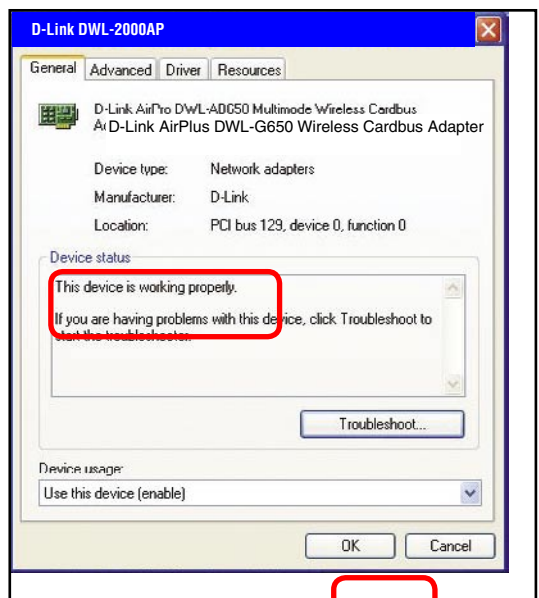 D-Link DWL-2000AP
General Advanced Driver Resources
D-Link AirPro DWL-AB650 Multimode Wireless Cardbus
D-Link AirPlus DWL-G650 Wireless Cardbus Adapter
Device type: Network adapters
Manufacturer: D-Link
Location: PCI bus 129, device 0, function 0
Device status
This device is working properly.
If you are having problems with this device, click Troubleshoot to
start the troubleshooter.
Troubleshoot...
Device usage:
Use this device (enable)
OK Cancel